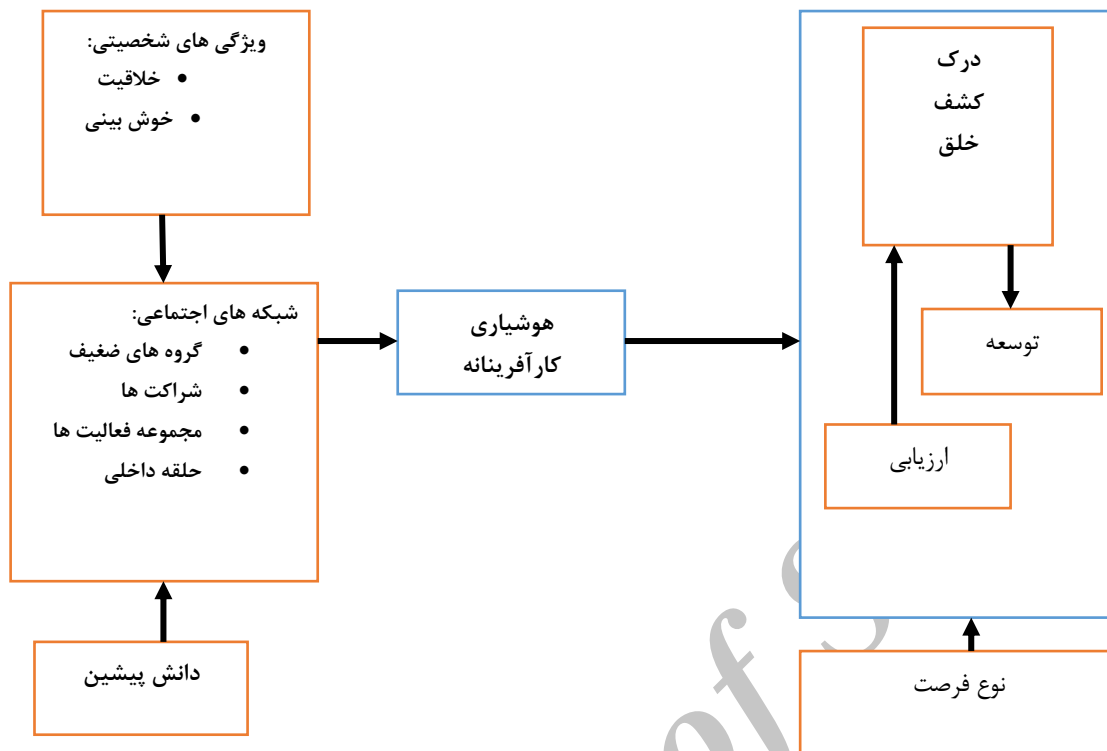 ویژگی های شخصیتی:
• خلاقیت
• خوش بینی
شبکه های اجتماعی:
• گروه های ضغیف
• شراکت ها
• مجموعه فعالیت ها
• حلقه داخلی
دانش پیشین
هوشیاری
کارآفرینانه
درک
کشف
خلق
توسعه
ارزیابی
نوع فرصت
of S